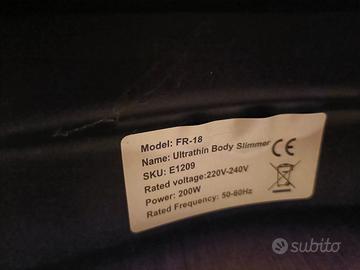 Model: FR-18
Name: Ultrathin Body Slimmer
SKU: E1209
Rated voltage:220V-240V
Power: 200W
Rated Frequency: 50-60Hz
CE
subito